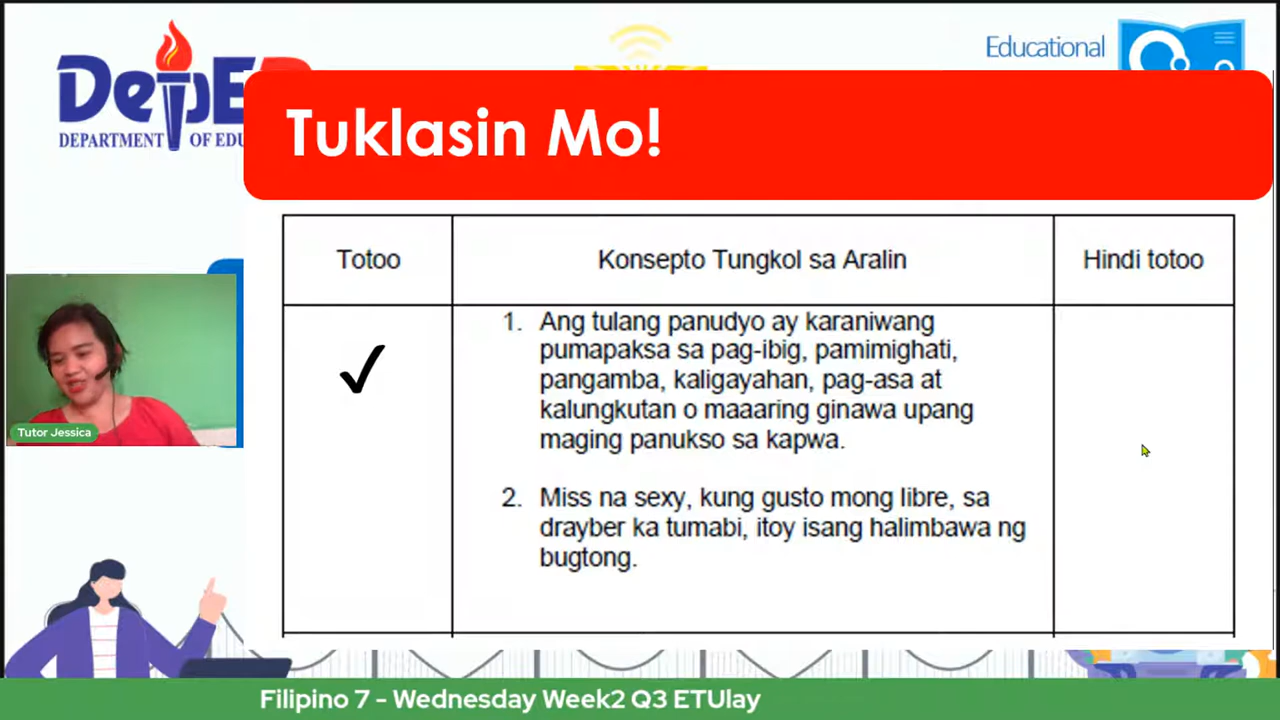 DepE
DEPARTMENT OF EDU
Educational
Tuklasin Mo!
Totoo
Konsepto Tungkol sa Aralin
Hindi totoo
1. Ang tulang panudyo ay karaniwang
pumapaksa sa pag-ibig, pamimighati,
pangamba, kaligayahan, pag-asa at
kalungkutan o maaaring ginawa upang
maging panukso sa kapwa.
2. Miss na sexy, kung gusto mong libre, sa
drayber ka tumabi, itoy isang halimbawa ng
bugtong.
Tutor Jessica
Filipino 7 - Wednesday Week2 Q3 ETUlay